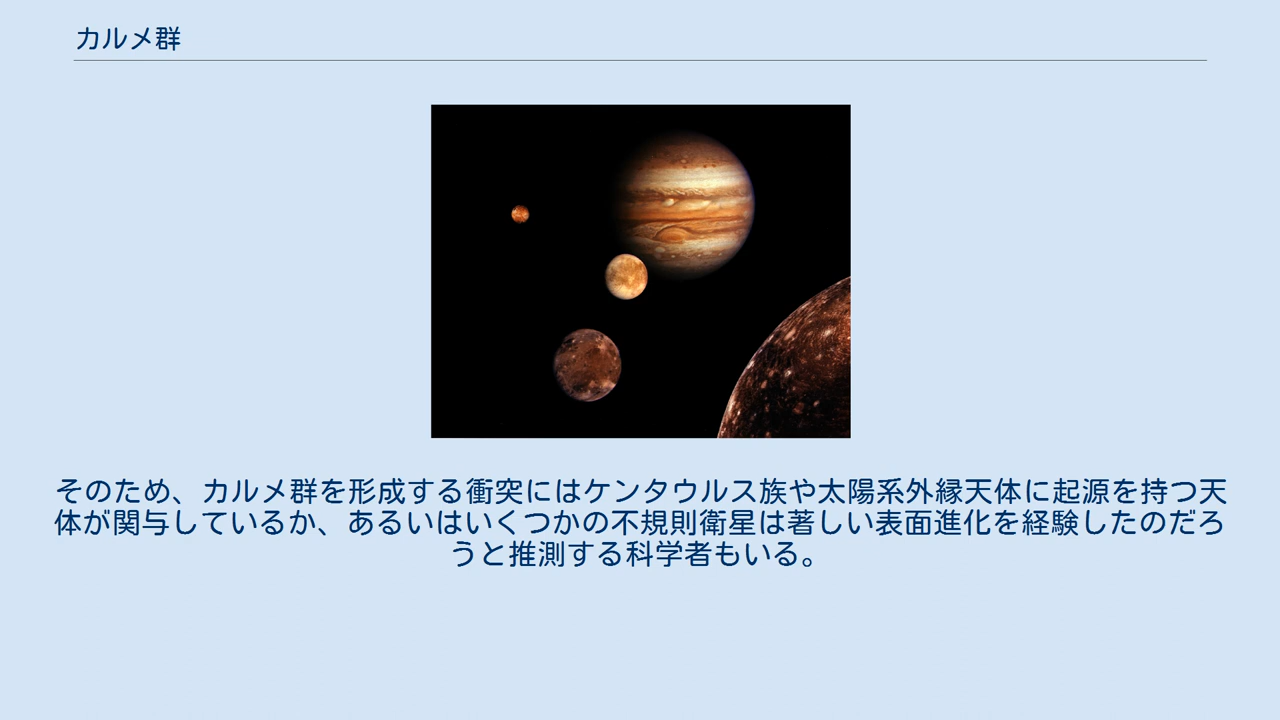 カルメ群
そのため、カルメ群を形成する衝突にはケンタウルス族や太陽系外縁天体に起源を持つ天
体が関与しているか、あるいはいくつかの不規則衛星は著しい表面進化を経験したのだろ
うと推測する科学者もいる。